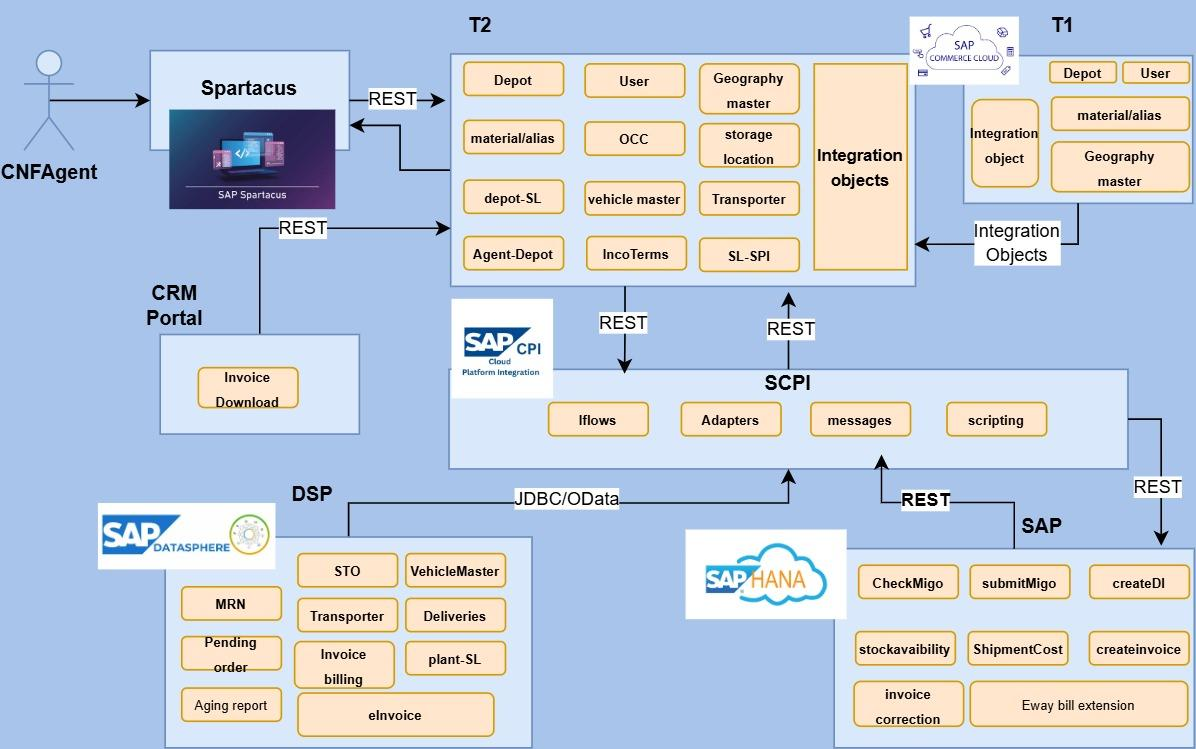 T2
T1
SAP
COMMERCE CLOUD
Spartacus
SAP Spartacus
CNFAgent
REST
Depot
User
Geography
master
material/alias
OCC
storage
location
depot-SL
vehicle master
Transporter
Agent-Depot
IncoTerms
SL-SPI
Integration
objects
Depot
User
Integration
object
material/alias
Geography
master
Integration
Objects
REST
CRM
Portal
Invoice
Download
REST
REST
SAP CPI
Cloud
Platform Integration
SCPI
Iflows
Adapters
messages
scripting
DSP
JDBC/OData
REST
REST
SAP
SAP DATASPHERE
STO
VehicleMaster
MRN
Transporter
Deliveries
Pending
order
Invoice
billing
plant-SL
Aging report
eInvoice
SAP HANA
CheckMigo
submitMigo
createDI
stockavaibility
ShipmentCost
createinvoice
invoice
correction
Eway bill extension